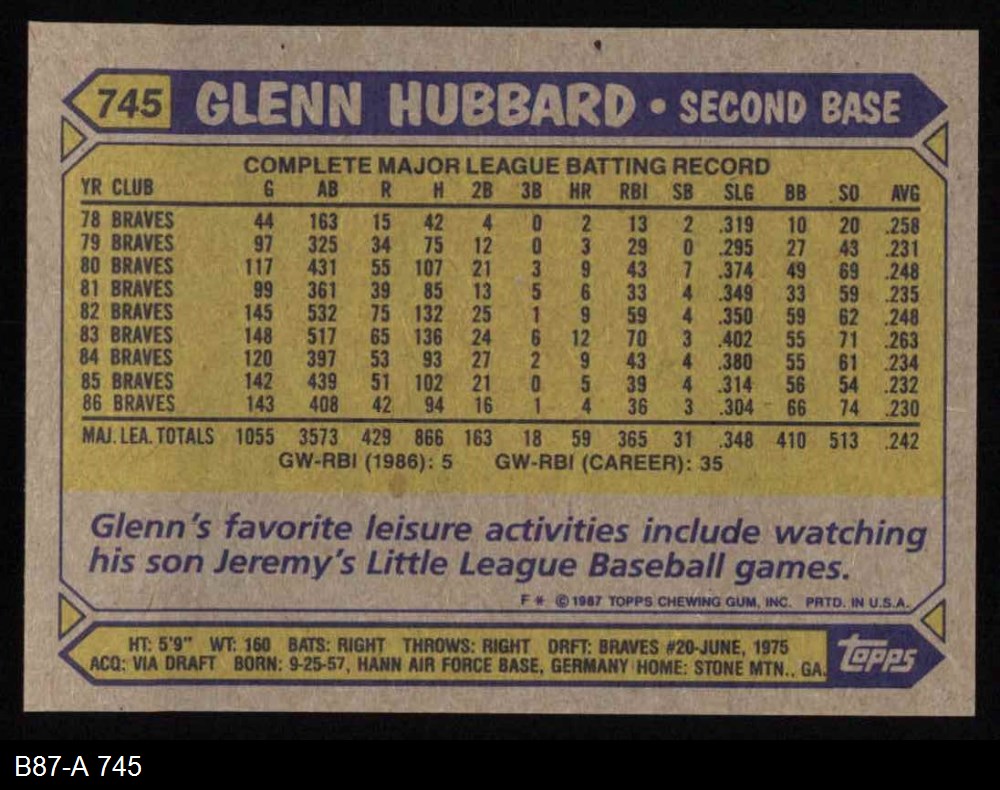 745 GLENN HUBBARD • SECOND BASE
COMPLETE MAJOR LEAGUE BATTING RECORD
YR CLUB G AB R H 2B 3B HR RBI SB SLG BB SO AVG
78 BRAVES 44 163 15 42 4 0 2 13 2 .319 10 20 .258
79 BRAVES 97 325 34 75 12 0 3 29 0 .295 27 43 .231
80 BRAVES 117 431 55 107 21 3 9 43 7 .374 49 69 .248
81 BRAVES 99 361 39 85 13 5 6 33 4 .349 33 59 .235
82 BRAVES 145 532 75 132 25 1 9 59 4 .350 59 62 .248
83 BRAVES 148 517 65 136 24 6 12 70 3 .402 55 71 .263
84 BRAVES 120 397 53 93 27 2 9 43 4 .380 55 61 .234
85 BRAVES 142 439 51 102 21 0 5 39 4 .314 56 54 .232
86 BRAVES 143 408 42 94 16 1 4 36 3 .304 66 74 .230
MAJ. LEA. TOTALS 1055 3573 429 866 163 18 59 365 31 .348 410 513 .242
GW-RBI (1986): 5 GW-RBI (CAREER): 35
Glenn's favorite leisure activities include watching
his son Jeremy's Little League Baseball games.
F * © 1987 TOPPS CHEWING GUM, INC. PRTD. IN U.S.A.
HT: 5'9" WT: 160 BATS: RIGHT THROWS: RIGHT DRFT: BRAVES #20-JUNE, 1975
ACQ: VIA DRAFT BORN: 9-25-57, HANN AIR FORCE BASE, GERMANY HOME: STONE MTN., GA.
Topps
B87-A 745